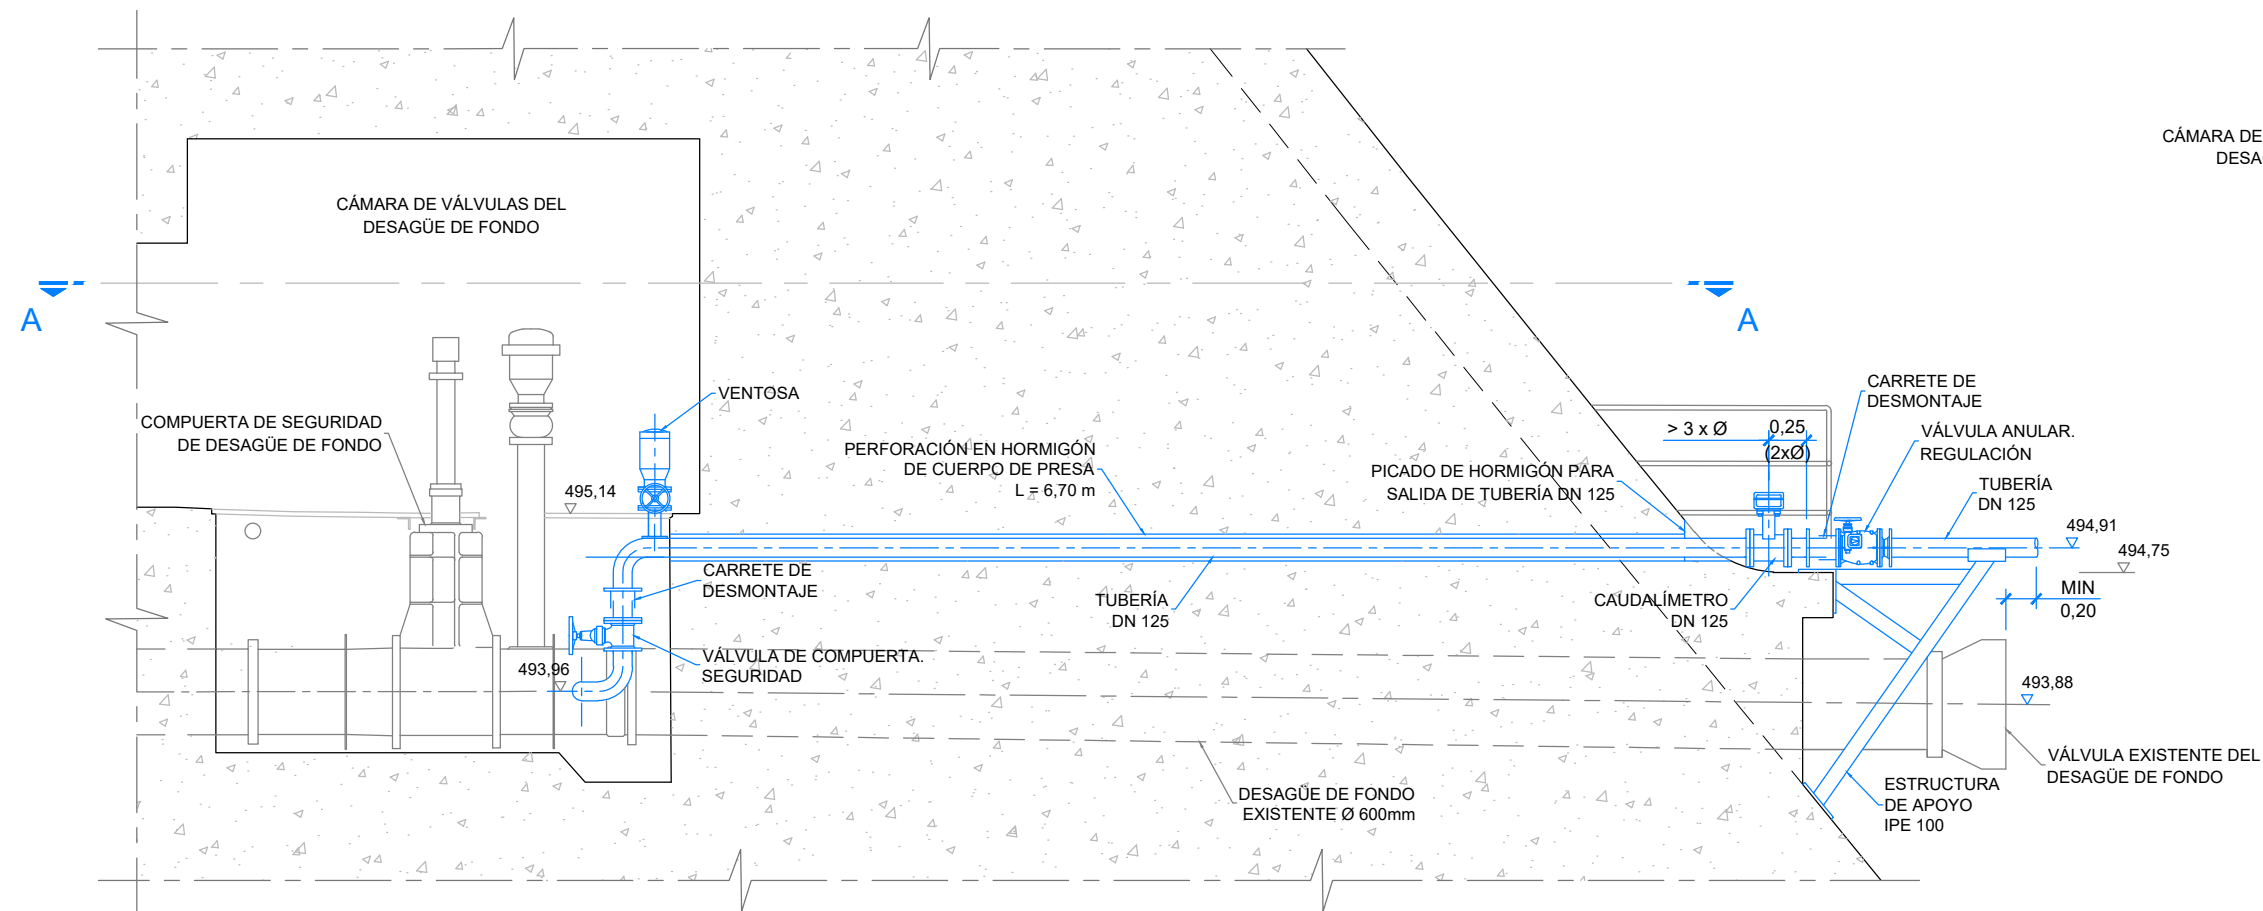 CÁMARA DE
DESA
CÁMARA DE VÁLVULAS DEL
DESAGÜE DE FONDO
A
A
VENTOSA
COMPUERTA DE SEGURIDAD
DE DESAGÜE DE FONDO
495,14
PERFORACIÓN EN HORMIGÓN
DE CUERPO DE PRESA
L = 6,70 m
PICADO DE HORMIGÓN PARA
SALIDA DE TUBERÍA DN 125
> 3 x Ø
0,25
(2xØ)
CARRETE DE
DESMONTAJE
VÁLVULA ANULAR.
REGULACIÓN
TUBERÍA
DN 125
494,91
494,75
MIN
0,20
CARRETE DE
DESMONTAJE
TUBERÍA
DN 125
CAUDALÍMETRO
DN 125
493,96
VÁLVULA DE COMPUERTA.
SEGURIDAD
493,88
DESAGÜE DE FONDO
EXISTENTE Ø 600mm
ESTRUCTURA
DE APOYO
IPE 100
VÁLVULA EXISTENTE DEL
DESAGÜE DE FONDO